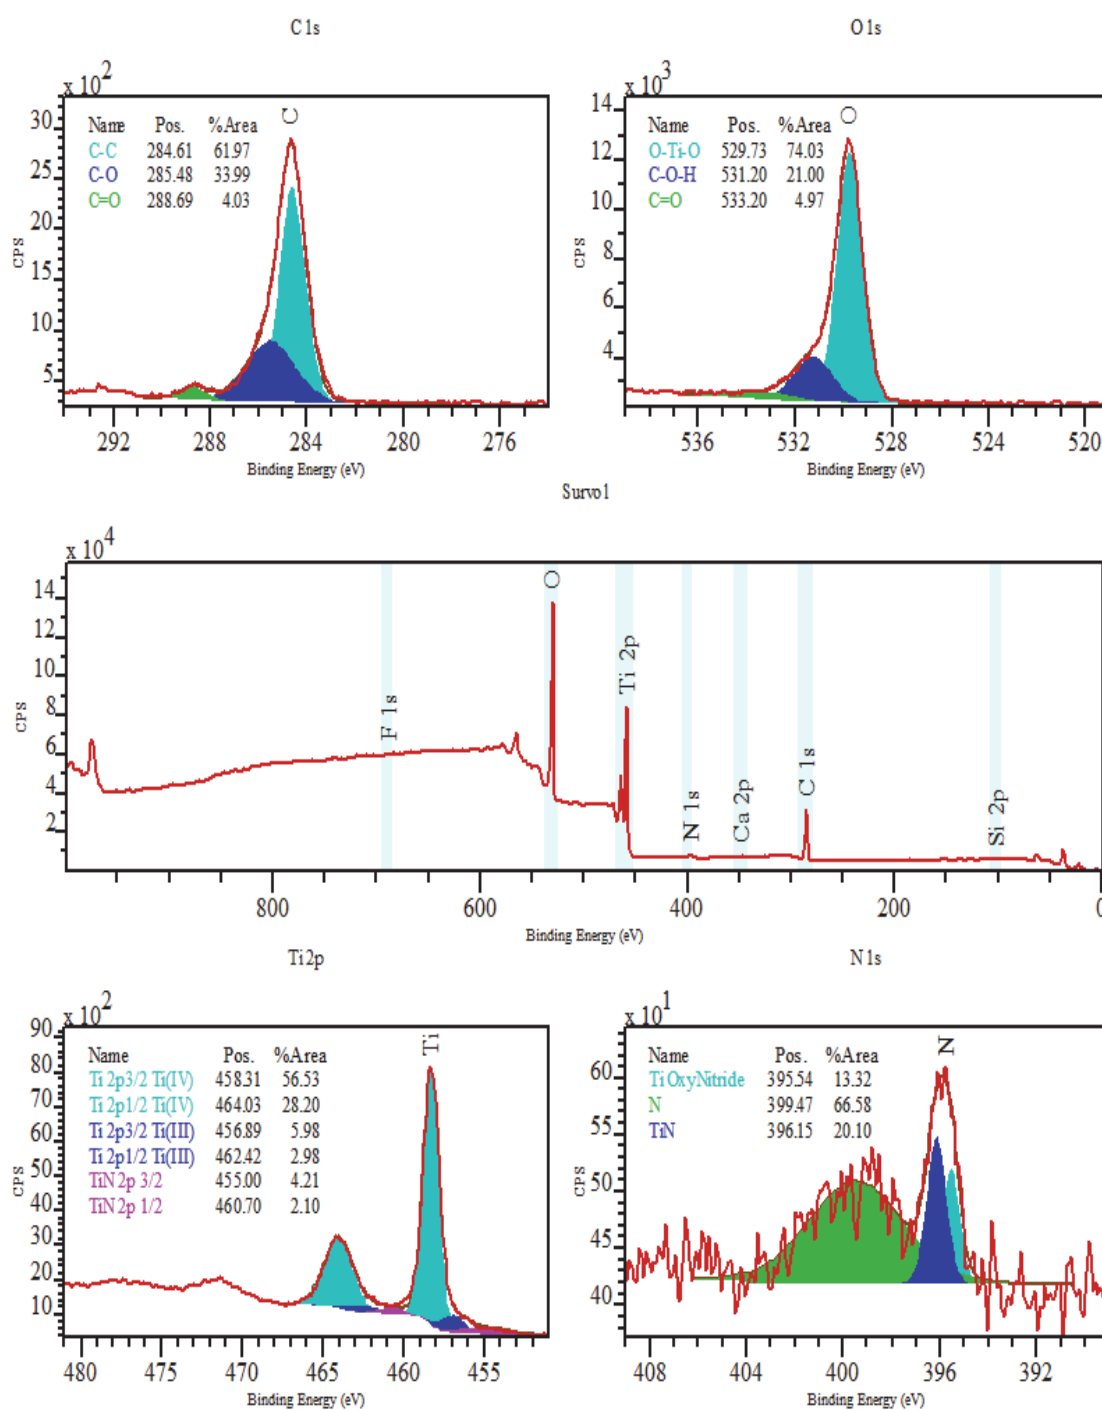 C 1s
x 10²
C
Name Pos. %Area
C-C 284.61 61.97
C-O 285.48 33.99
C=O 288.69 4.03
30
25
20
15
10
5
CPS
292 288 284 280 276
Binding Energy (eV)
O 1s
x 10³
O
Name Pos. %Area
O-Ti-O 529.73 74.03
C-O-H 531.20 21.00
C=O 533.20 4.97
14
12
10
8
6
4
CPS
536 532 528 524 520
Binding Energy (eV)
Survo1
x 10⁴
14
12
10
8
6
4
2
CPS
F 1s
O
Ti 2p
N 1s
Ca 2p
C 1s
Si 2p
800 600 400 200 0
Binding Energy (eV)
Ti 2p
x 10²
Ti
Name Pos. %Area
Ti 2p3/2 Ti(IV) 458.31 56.53
Ti 2p1/2 Ti(IV) 464.03 28.20
Ti 2p3/2 Ti(III) 456.89 5.98
Ti 2p1/2 Ti(III) 462.42 2.98
TiN 2p 3/2 455.00 4.21
TiN 2p 1/2 460.70 2.10
90
80
70
60
50
40
30
20
10
CPS
480 475 470 465 460 455
Binding Energy (eV)
N 1s
x 10¹
N
Name Pos. %Area
Ti OxyNitride 395.54 13.32
N 399.47 66.58
TiN 396.15 20.10
60
55
50
45
40
CPS
408 404 400 396 392
Binding Energy (eV)